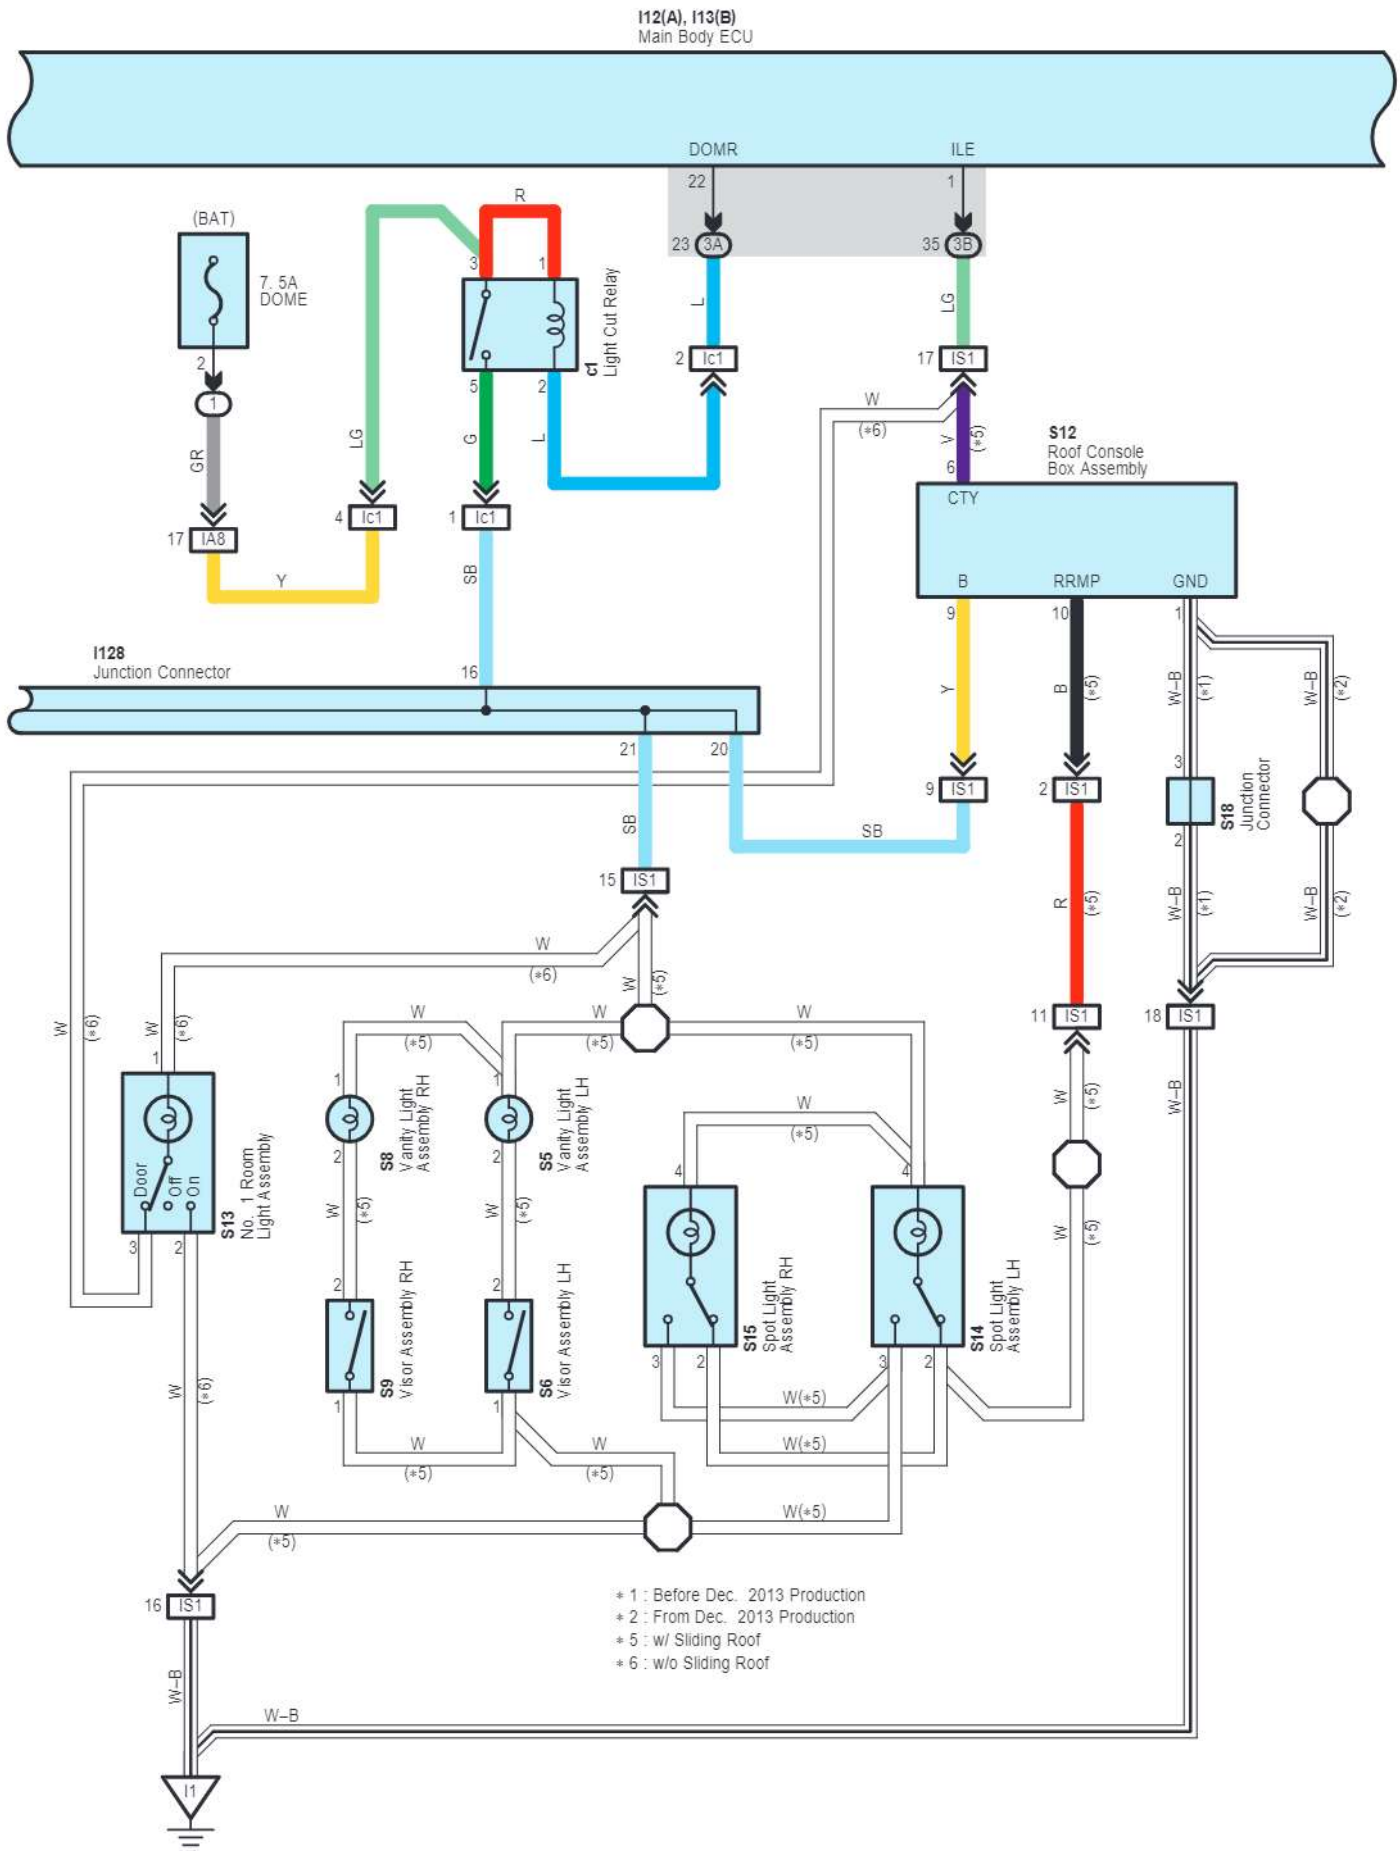 I12(A), I13(B)
Main Body ECU
DOMR
ILE
22
1
23
3A
35
3B
(BAT)
7. 5A
DOME
2
1
GR
17
IA8
Y
LG
4
Ic1
R
3
1
c1
Light Cut Relay
5
2
G
L
1
Ic1
SB
L
2
Ic1
LG
17
IS1
W
(*6)
V
(*5)
6
S12
Roof Console
Box Assembly
CTY
B
RRMP
GND
9
10
1
Y
B
(*5)
W-B
(*1)
W-B
(*2)
I128
Junction Connector
16
21
20
SB
SB
9
IS1
2
IS1
3
S18
Junction
Connector
2
R
(*5)
W-B
(*1)
W-B
(*2)
15
IS1
W
(*6)
W
(*5)
11
IS1
18
IS1
W
(*6)
W
(*6)
W
(*5)
W
(*5)
W
(*5)
1
1
1
Door
Off
On
S13
No. 1 Room
Light Assembly
3
2
S8
Vanity Light
Assembly RH
2
S5
Vanity Light
Assembly LH
2
W
(*5)
W
(*5)
W
(*5)
4
4
W
(*5)
W-B
W
(*5)
2
2
S9
Visor Assembly RH
S6
Visor Assembly LH
1
1
S15
Spot Light
Assembly RH
S14
Spot Light
Assembly LH
3
2
3
2
W
(*6)
W(*5)
W(*5)
W
(*5)
W
(*5)
W
(*5)
W(*5)
16
IS1
* 1 : Before Dec. 2013 Production
* 2 : From Dec. 2013 Production
* 5 : w/ Sliding Roof
* 6 : w/o Sliding Roof
W-B
W-B
I1